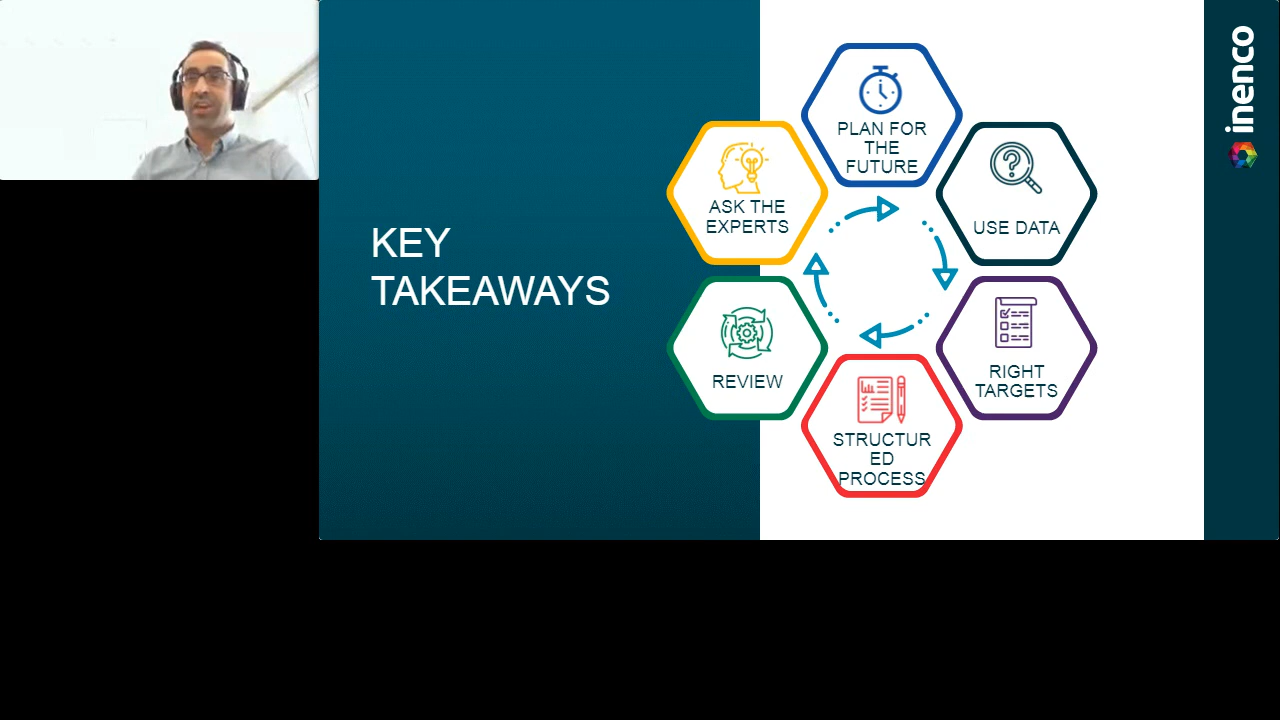 KEY
TAKEAWAYS
PLAN FOR
THE
FUTURE
USE DATA
RIGHT
TARGETS
STRUCTUR
ED
PROCESS
REVIEW
ASK THE
EXPERTS
inenco